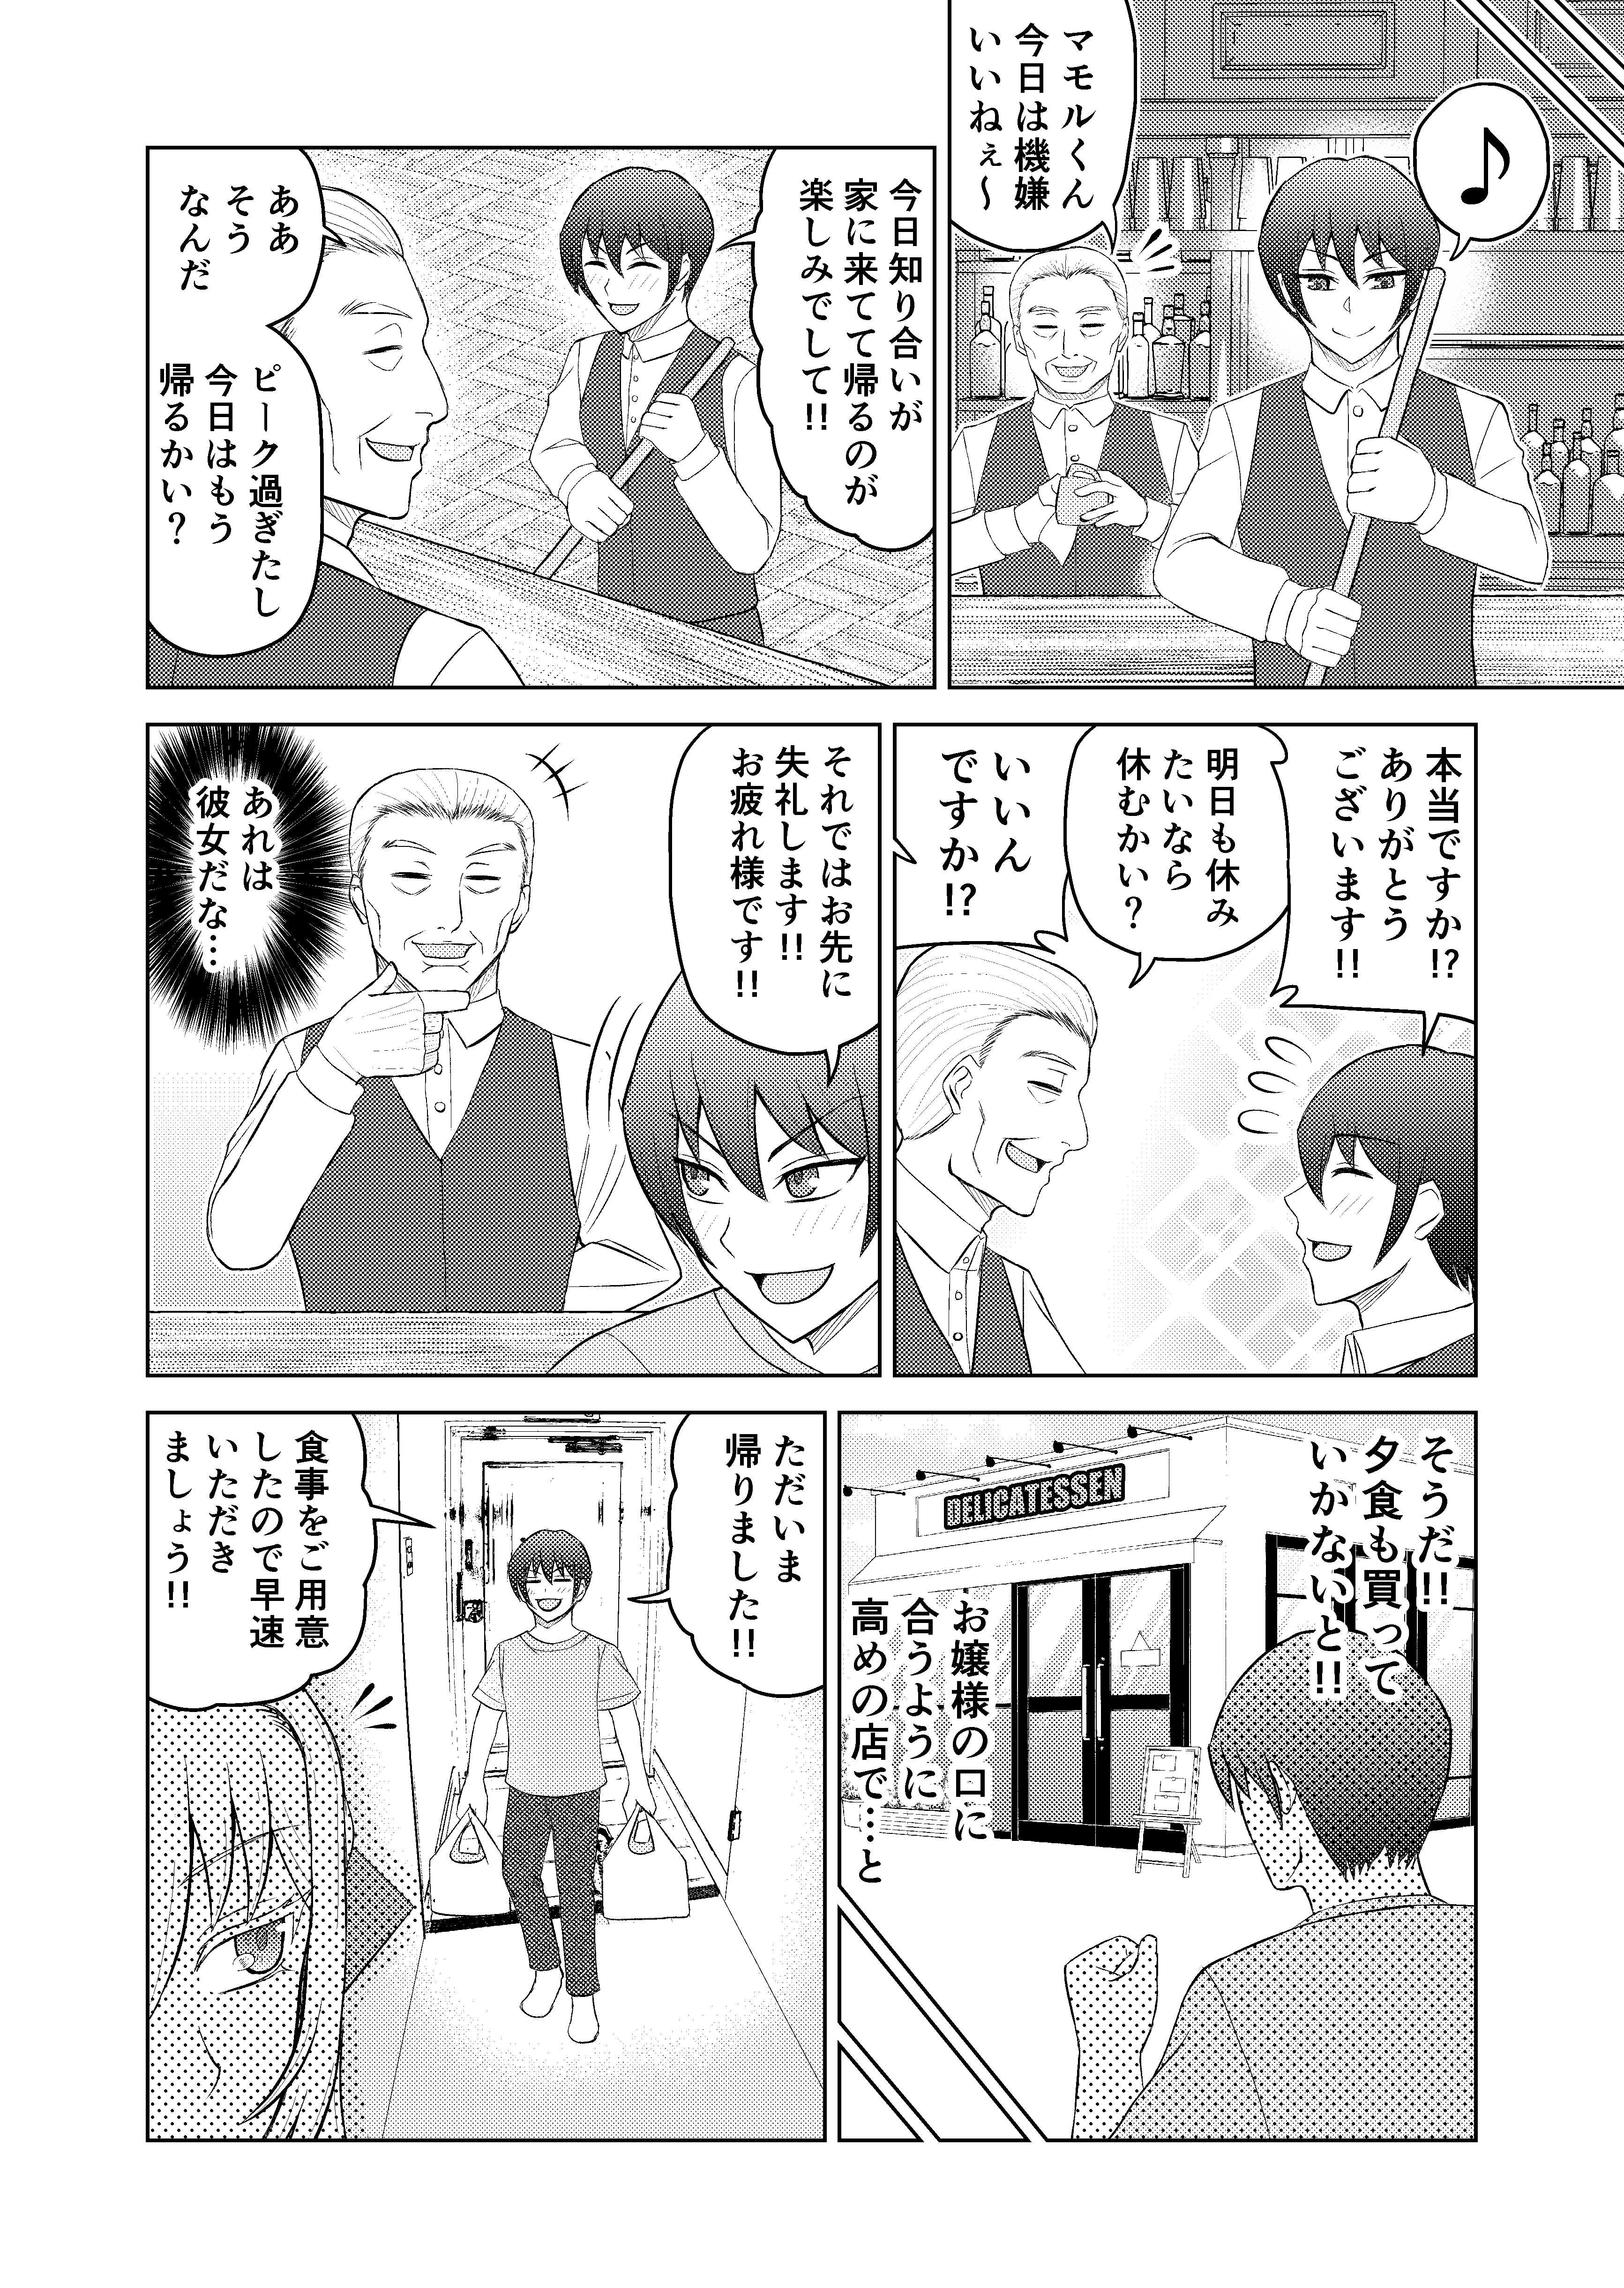 ♪
マモルくん
今日は機嫌
いいねぇ～
今日知り合いが
家に来てて帰るのが
楽しみでして!!
ああ
そう
なんだ
ピーク過ぎたし
今日はもう
帰るかい？
本当ですか!?
ありがとう
ございます!!
明日も休み
たいなら
休むかい？
いいん
ですか!?
それではお先に
失礼します!!
お疲れ様です!!
あれは
彼女だな…
そうだ!!
夕食も買って
いかないと!!
DELICATESSEN
お嬢様の口に
合うように
高めの店で…と
ただいま
帰りました!!
食事をご用意
したので早速
いただき
ましょう!!